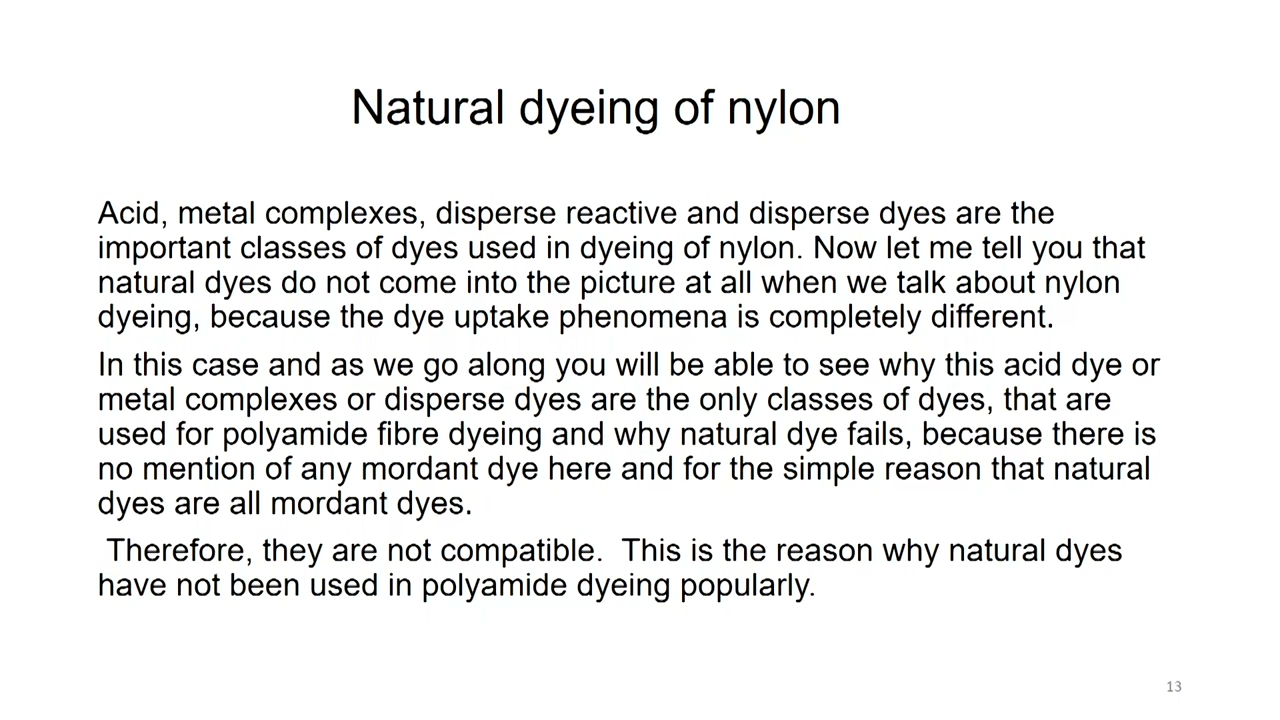 Natural dyeing of nylon
Acid, metal complexes, disperse reactive and disperse dyes are the
important classes of dyes used in dyeing of nylon. Now let me tell you that
natural dyes do not come into the picture at all when we talk about nylon
dyeing, because the dye uptake phenomena is completely different.
In this case and as we go along you will be able to see why this acid dye or
metal complexes or disperse dyes are the only classes of dyes, that are
used for polyamide fibre dyeing and why natural dye fails, because there is
no mention of any mordant dye here and for the simple reason that natural
dyes are all mordant dyes.
Therefore, they are not compatible.  This is the reason why natural dyes
have not been used in polyamide dyeing popularly.
13